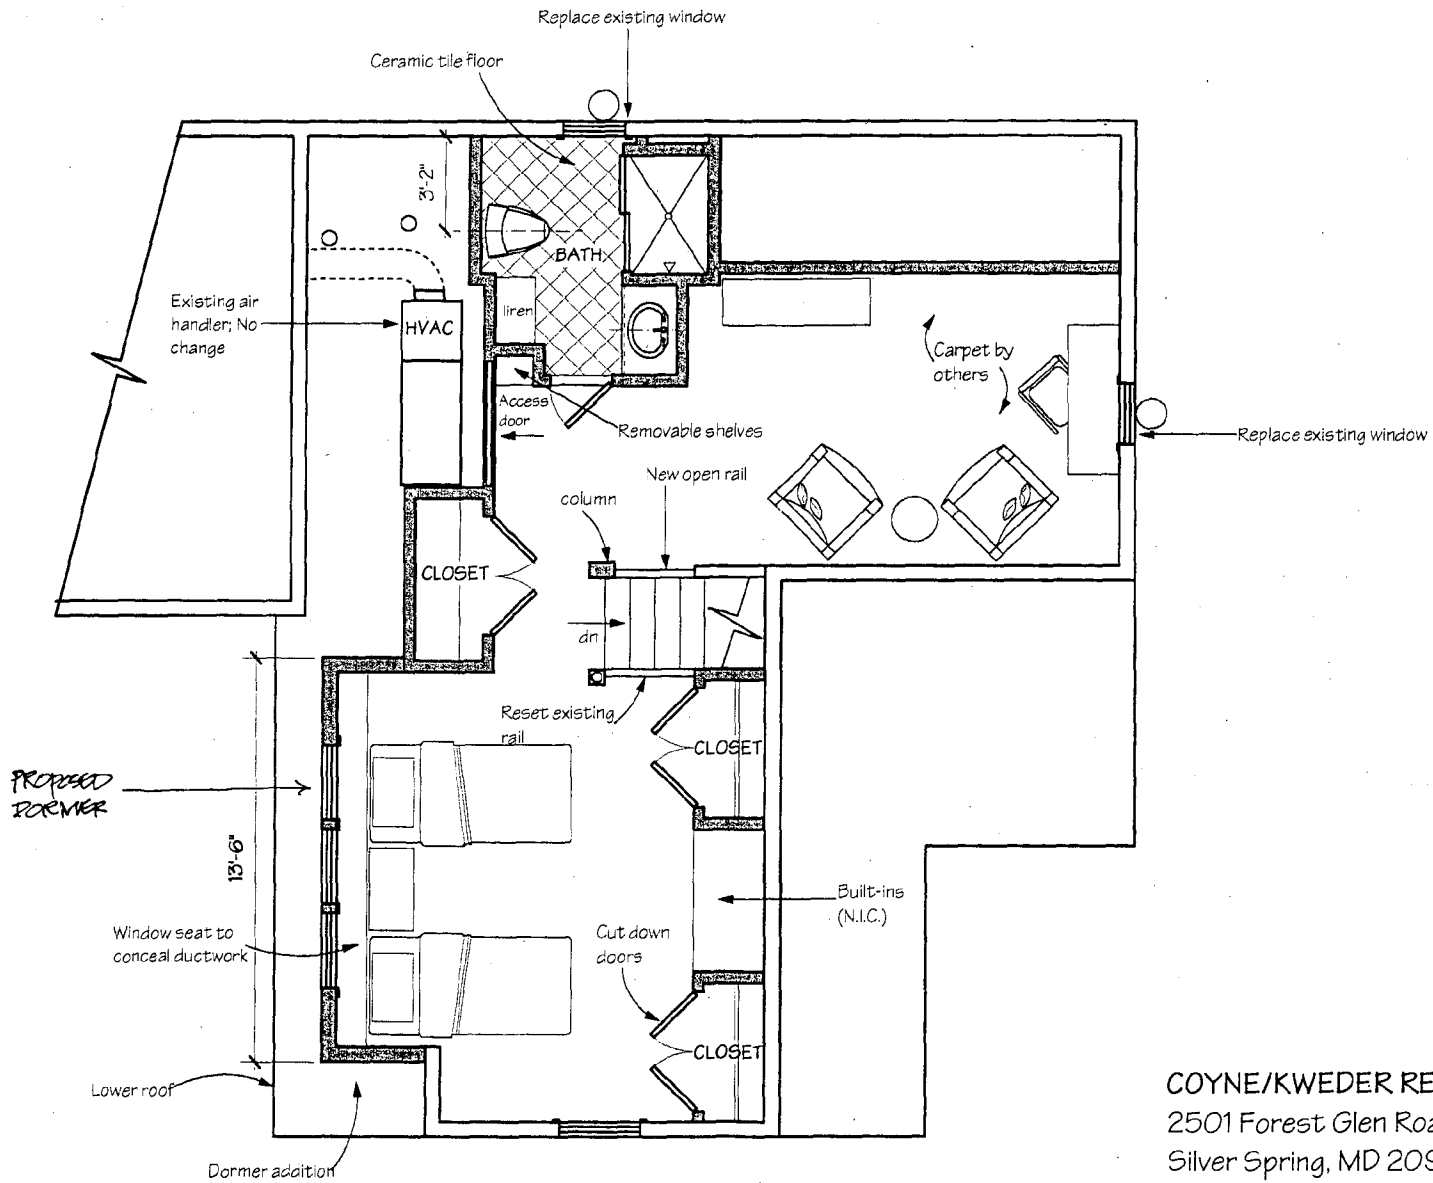 Replace existing window
Ceramic tile floor
3'-2"
BATH
Existing air
handler; No
change
HVAC
linen
Carpet by
others
Access
door
Removable shelves
Replace existing window
New open rail
column
CLOSET
dn
Reset existing
rail
CLOSET
PROPOSED
DORMER
13'-6"
Built-ins
(N.I.C.)
Window seat to
conceal ductwork
Cut down
doors
CLOSET
Lower roof
Dormer addition
COYNE/KWEDER RE
2501 Forest Glen Roa
Silver Spring, MD 209